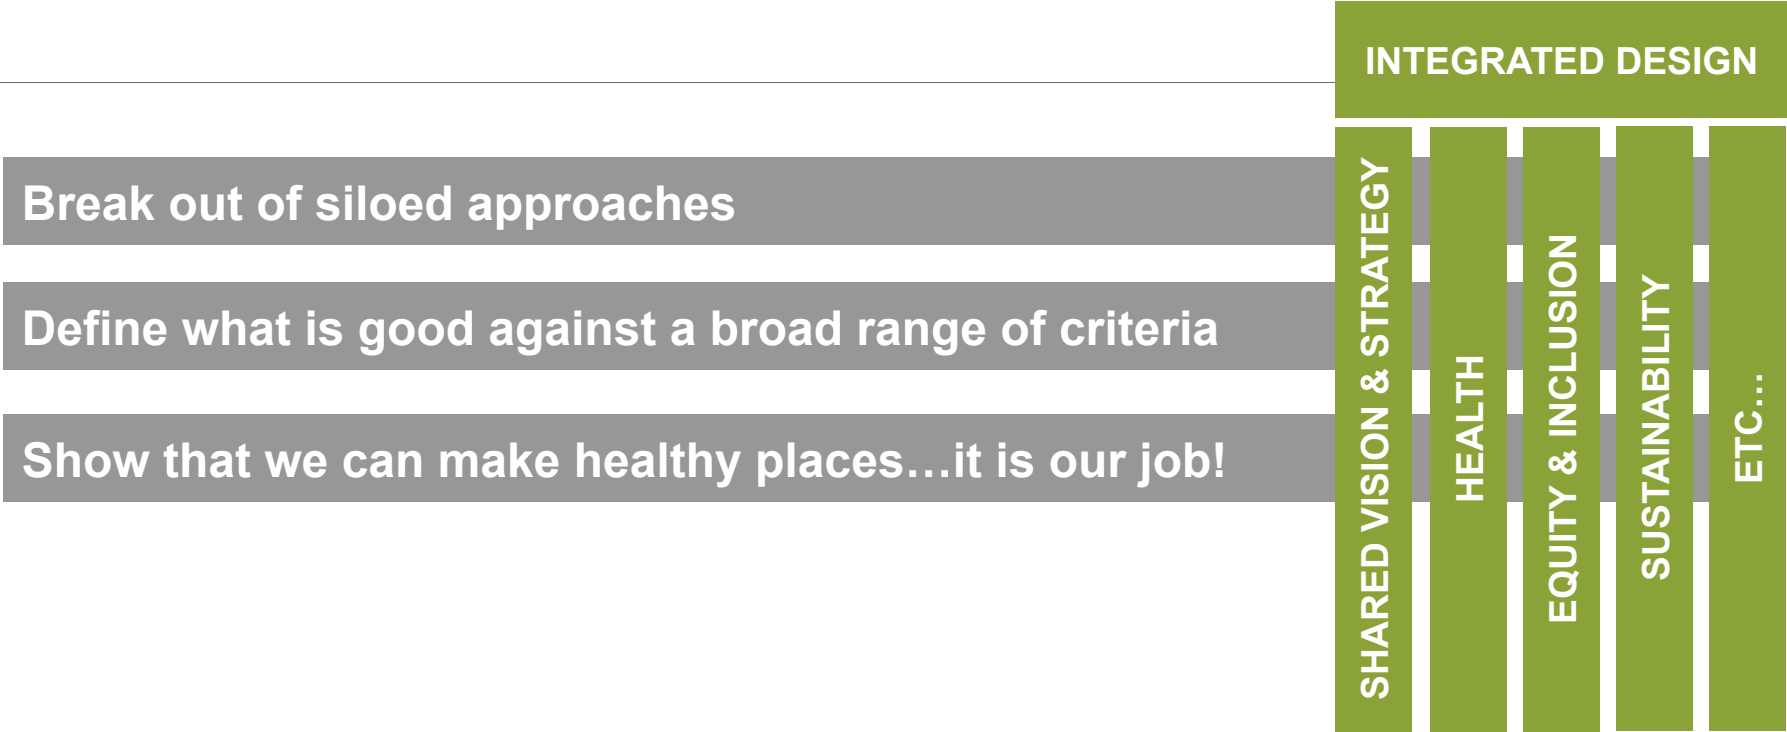 INTEGRATED DESIGN
Break out of siloed approaches
Define what is good against a broad range of criteria
Show that we can make healthy places…it is our job!
SHARED VISION & STRATEGY
HEALTH
EQUITY & INCLUSION
SUSTAINABILITY
ETC…